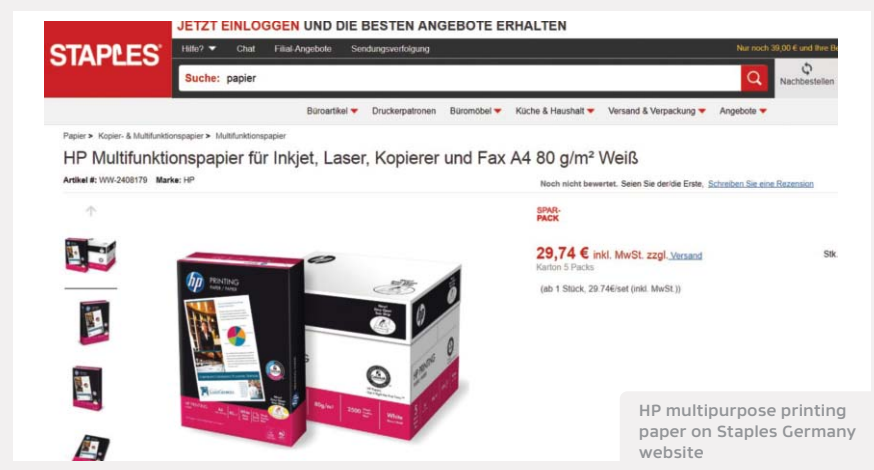 JETZT EINLOGGEN UND DIE BESTEN ANGEBOTE ERHALTEN
STAPLES
Hilfe? Chat Filial-Angebote Sendungsverfolgung
Nur noch 39,00 € und Ihre Be
Suche: papier
Nachbestellen
Büroartikel Druckerpatronen Büromöbel Küche & Haushalt Versand & Verpackung Angebote
Papier > Kopier- & Multifunktionspapier > Multifunktionspapier
HP Multifunktionspapier für Inkjet, Laser, Kopierer und Fax A4 80 g/m² Weiß
Artikel #: WW-2408179 Marke: HP
Noch nicht bewertet. Seien Sie der/die Erste, Schreiben Sie eine Rezension
SPAR-
PACK
29,74 € inkl. MwSt. zzgl. Versand
Stk.
Karton 5 Packs
(ab 1 Stück, 29.74€/set (inkl. MwSt.))
hp PRINTING
HP PRINTING
80g/m²
2500
White
HP multipurpose printing
paper on Staples Germany
website